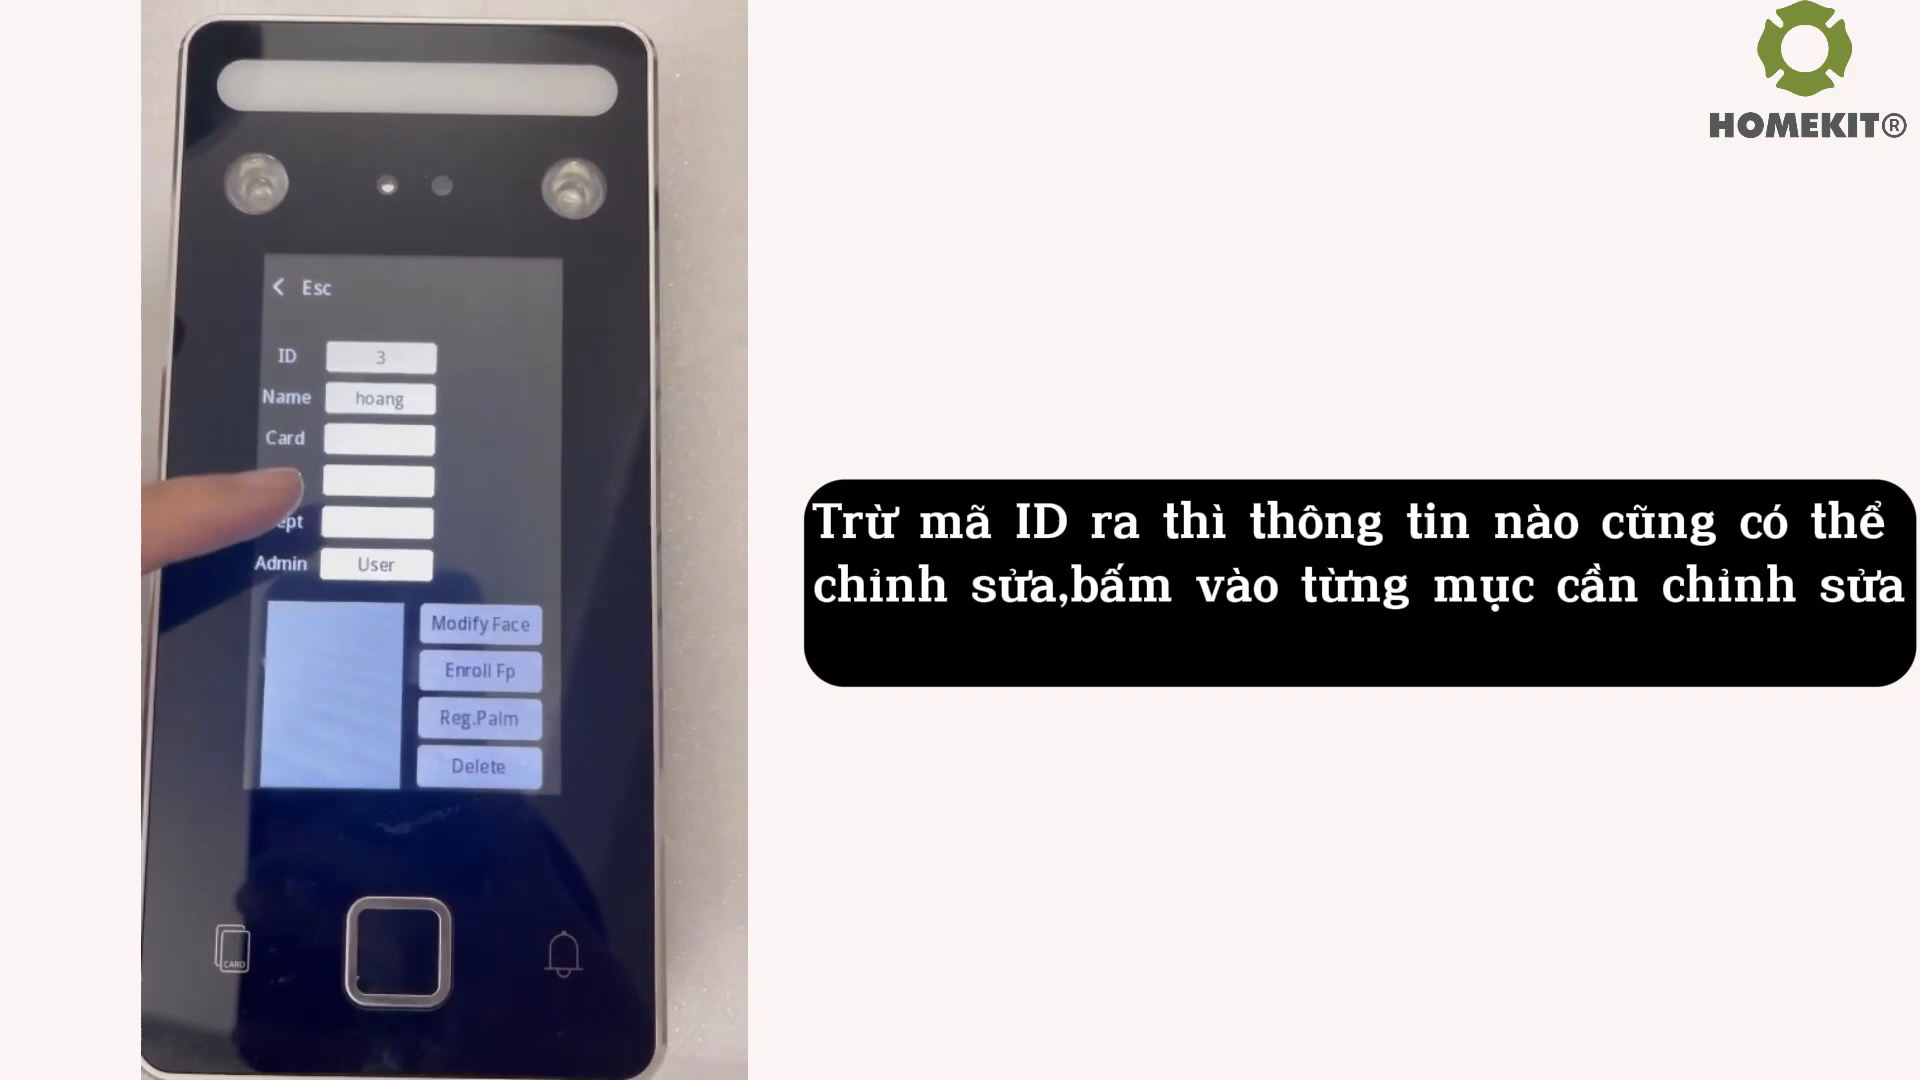 HOMEKIT®
< Esc
ID 3
Name hoang
Card
Admin User
Modify Face
Enroll Fp
Reg.Palm
Delete
CARD
Trừ mã ID ra thì thông tin nào cũng có thể
chỉnh sửa,bấm vào từng mục cần chỉnh sửa